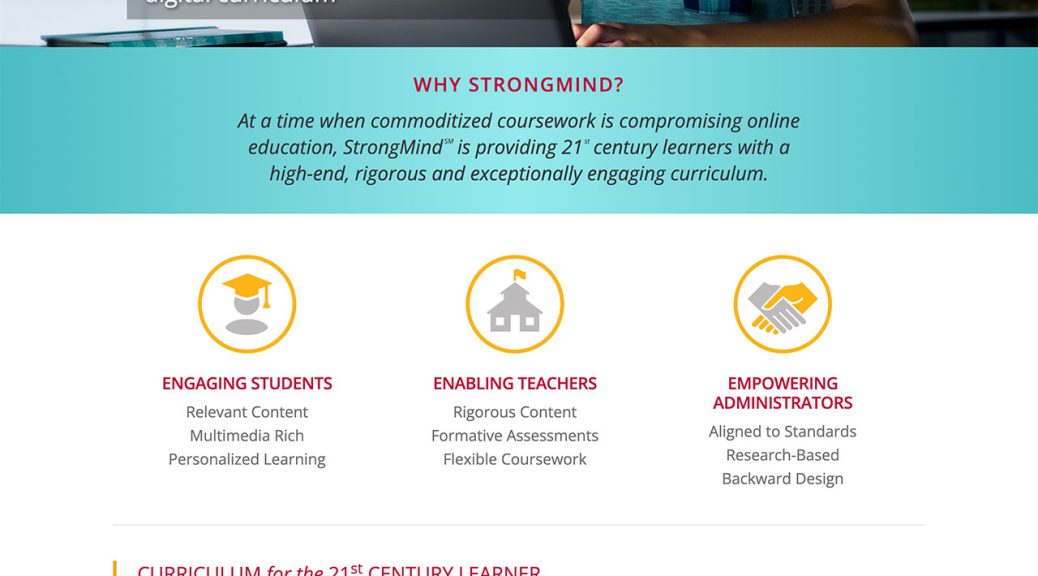 digital curriculum
WHY STRONGMIND?
At a time when commoditized coursework is compromising online
education, StrongMind℠ is providing 21st century learners with a
high-end, rigorous and exceptionally engaging curriculum.
ENGAGING STUDENTS
Relevant Content
Multimedia Rich
Personalized Learning
ENABLING TEACHERS
Rigorous Content
Formative Assessments
Flexible Coursework
EMPOWERING
ADMINISTRATORS
Aligned to Standards
Research-Based
Backward Design
CURRICULUM for the 21st CENTURY LEARNER